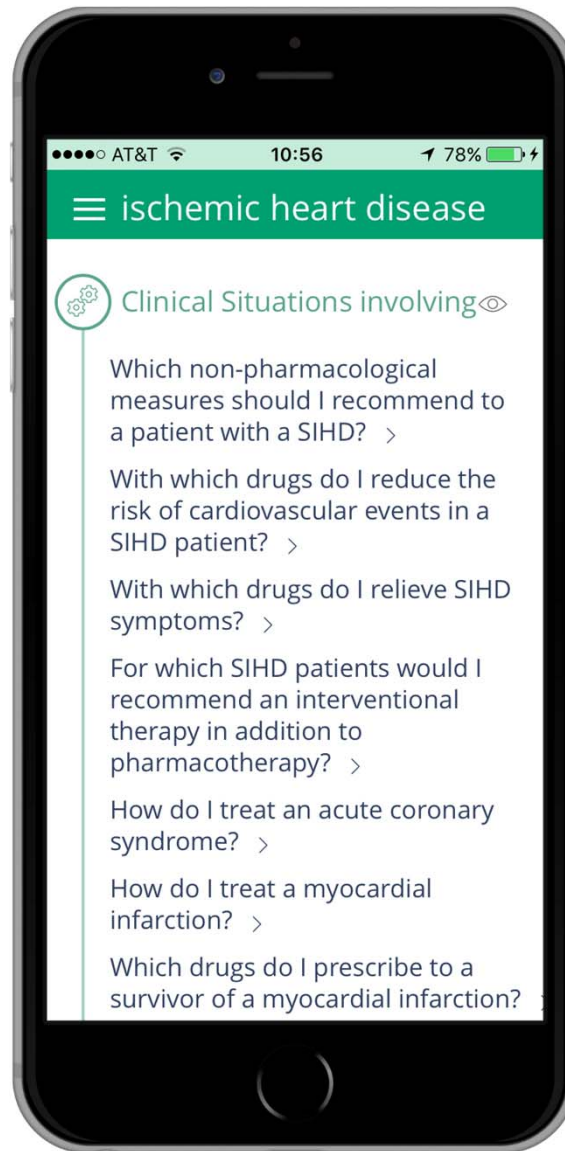 AT&T 10:56 78%
ischemic heart disease
Clinical Situations involving
Which non-pharmacological
measures should I recommend to
a patient with a SIHD? >
With which drugs do I reduce the
risk of cardiovascular events in a
SIHD patient? >
With which drugs do I relieve SIHD
symptoms? >
For which SIHD patients would I
recommend an interventional
therapy in addition to
pharmacotherapy? >
How do I treat an acute coronary
syndrome? >
How do I treat a myocardial
infarction? >
Which drugs do I prescribe to a
survivor of a myocardial infarction?